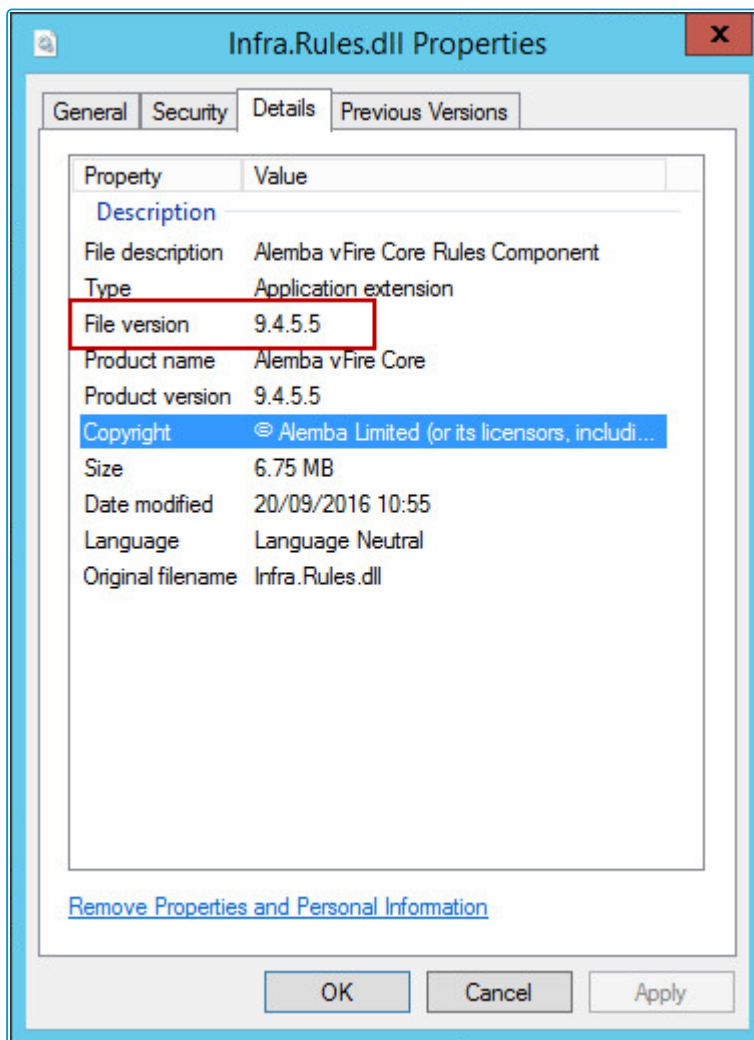 Infra.Rules.dll Properties
x
General Security Details Previous Versions
Property Value
Description
File description Alemba vFire Core Rules Component
Type Application extension
File version 9.4.5.5
Product name Alemba vFire Core
Product version 9.4.5.5
Copyright © Alemba Limited (or its licensors, includi...
Size 6.75 MB
Date modified 20/09/2016 10:55
Language Language Neutral
Original filename Infra.Rules.dll
Remove Properties and Personal Information
OK Cancel Apply